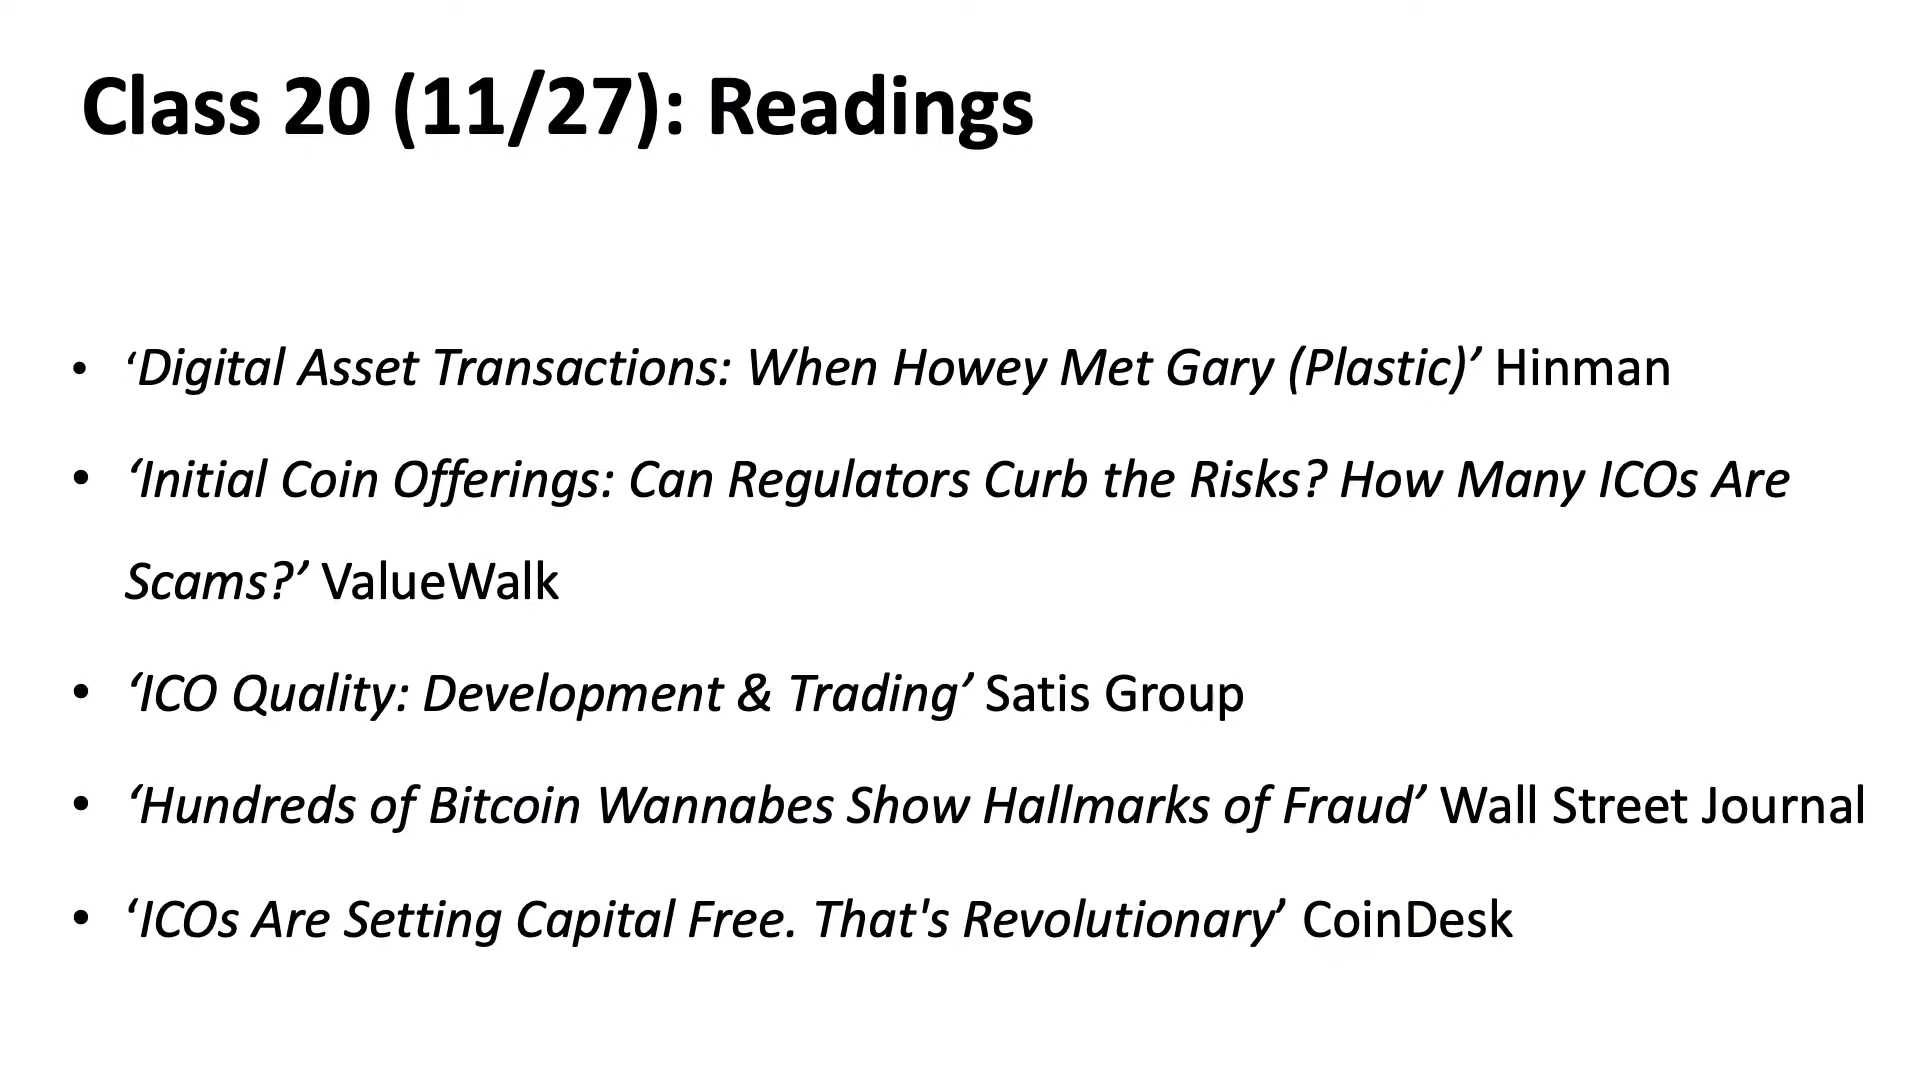 Class 20 (11/27): Readings
• ‘Digital Asset Transactions: When Howey Met Gary (Plastic)’ Hinman
• ‘Initial Coin Offerings: Can Regulators Curb the Risks? How Many ICOs Are
Scams?’ ValueWalk
• ‘ICO Quality: Development & Trading’ Satis Group
• ‘Hundreds of Bitcoin Wannabes Show Hallmarks of Fraud’ Wall Street Journal
• ‘ICOs Are Setting Capital Free. That's Revolutionary’ CoinDesk